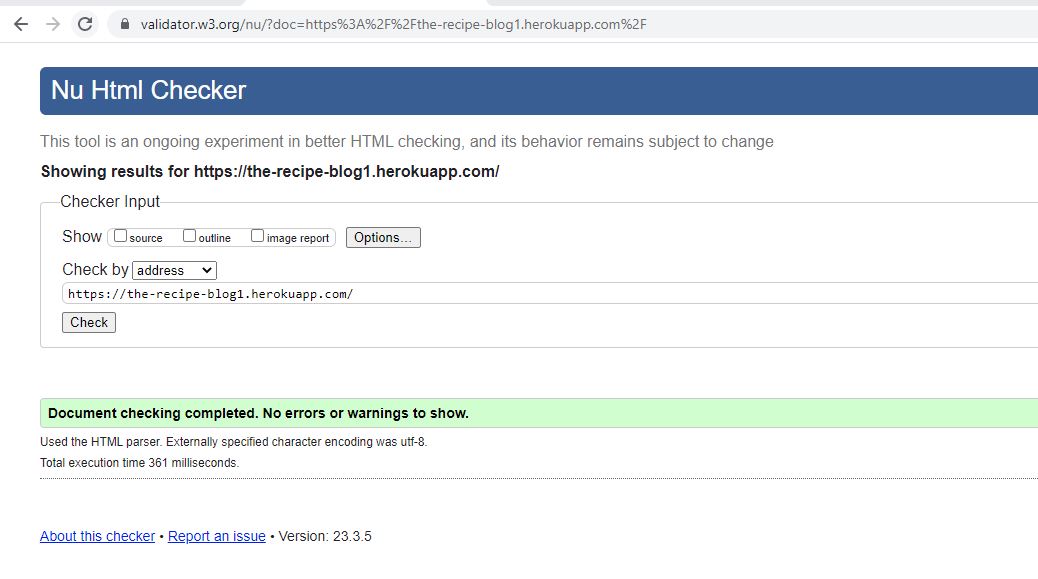 validator.w3.org/nu/?doc=https%3A%2F%2Fthe-recipe-blog1.herokuapp.com%2F
Nu Html Checker
This tool is an ongoing experiment in better HTML checking, and its behavior remains subject to change
Showing results for https://the-recipe-blog1.herokuapp.com/
Checker Input
Show source outline image report Options...
Check by address
https://the-recipe-blog1.herokuapp.com/
Check
Document checking completed. No errors or warnings to show.
Used the HTML parser. Externally specified character encoding was utf-8.
Total execution time 361 milliseconds.
About this checker • Report an issue • Version: 23.3.5